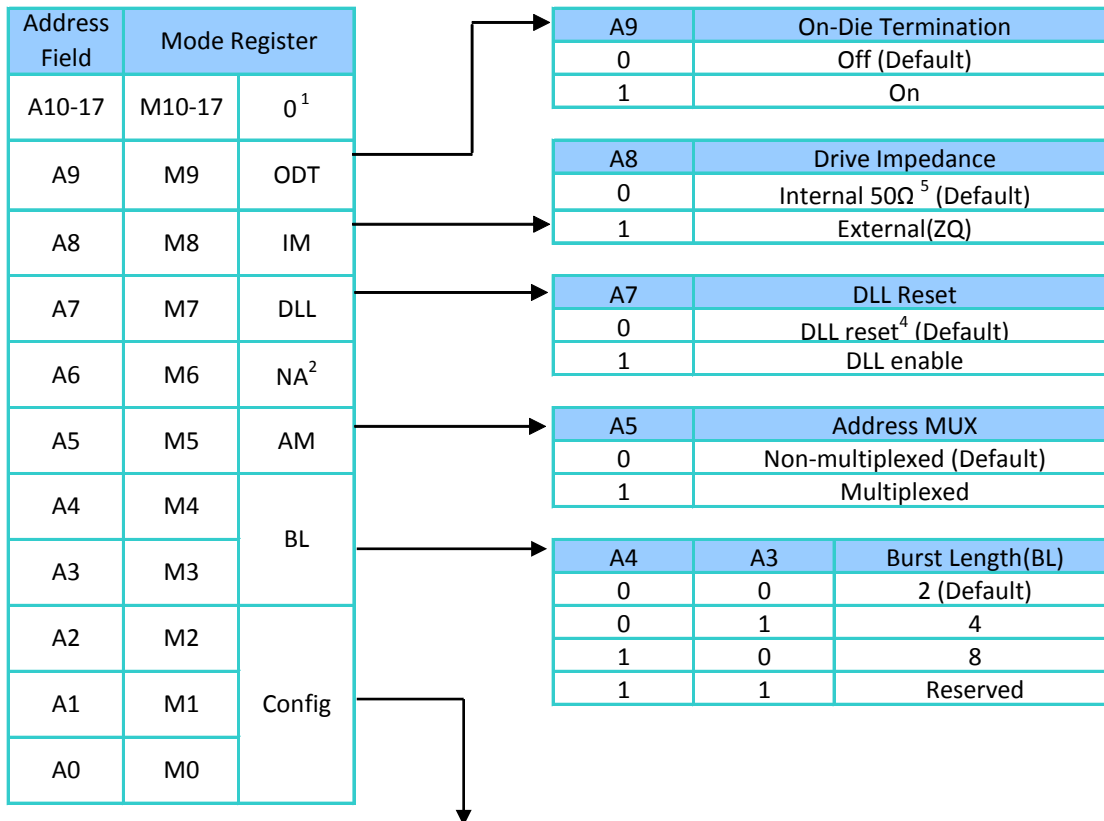 Address Field Mode Register
A10-17 M10-17 0¹
A9 M9 ODT
A8 M8 IM
A7 M7 DLL
A6 M6 NA²
A5 M5 AM
A4 M4 BL
A3 M3
A2 M2 Config
A1 M1
A0 M0
A9 On-Die Termination
0 Off (Default)
1 On
A8 Drive Impedance
0 Internal 50Ω ⁵ (Default)
1 External(ZQ)
A7 DLL Reset
0 DLL reset⁴ (Default)
1 DLL enable
A5 Address MUX
0 Non-multiplexed (Default)
1 Multiplexed
A4 A3 Burst Length(BL)
0 0 2 (Default)
0 1 4
1 0 8
1 1 Reserved